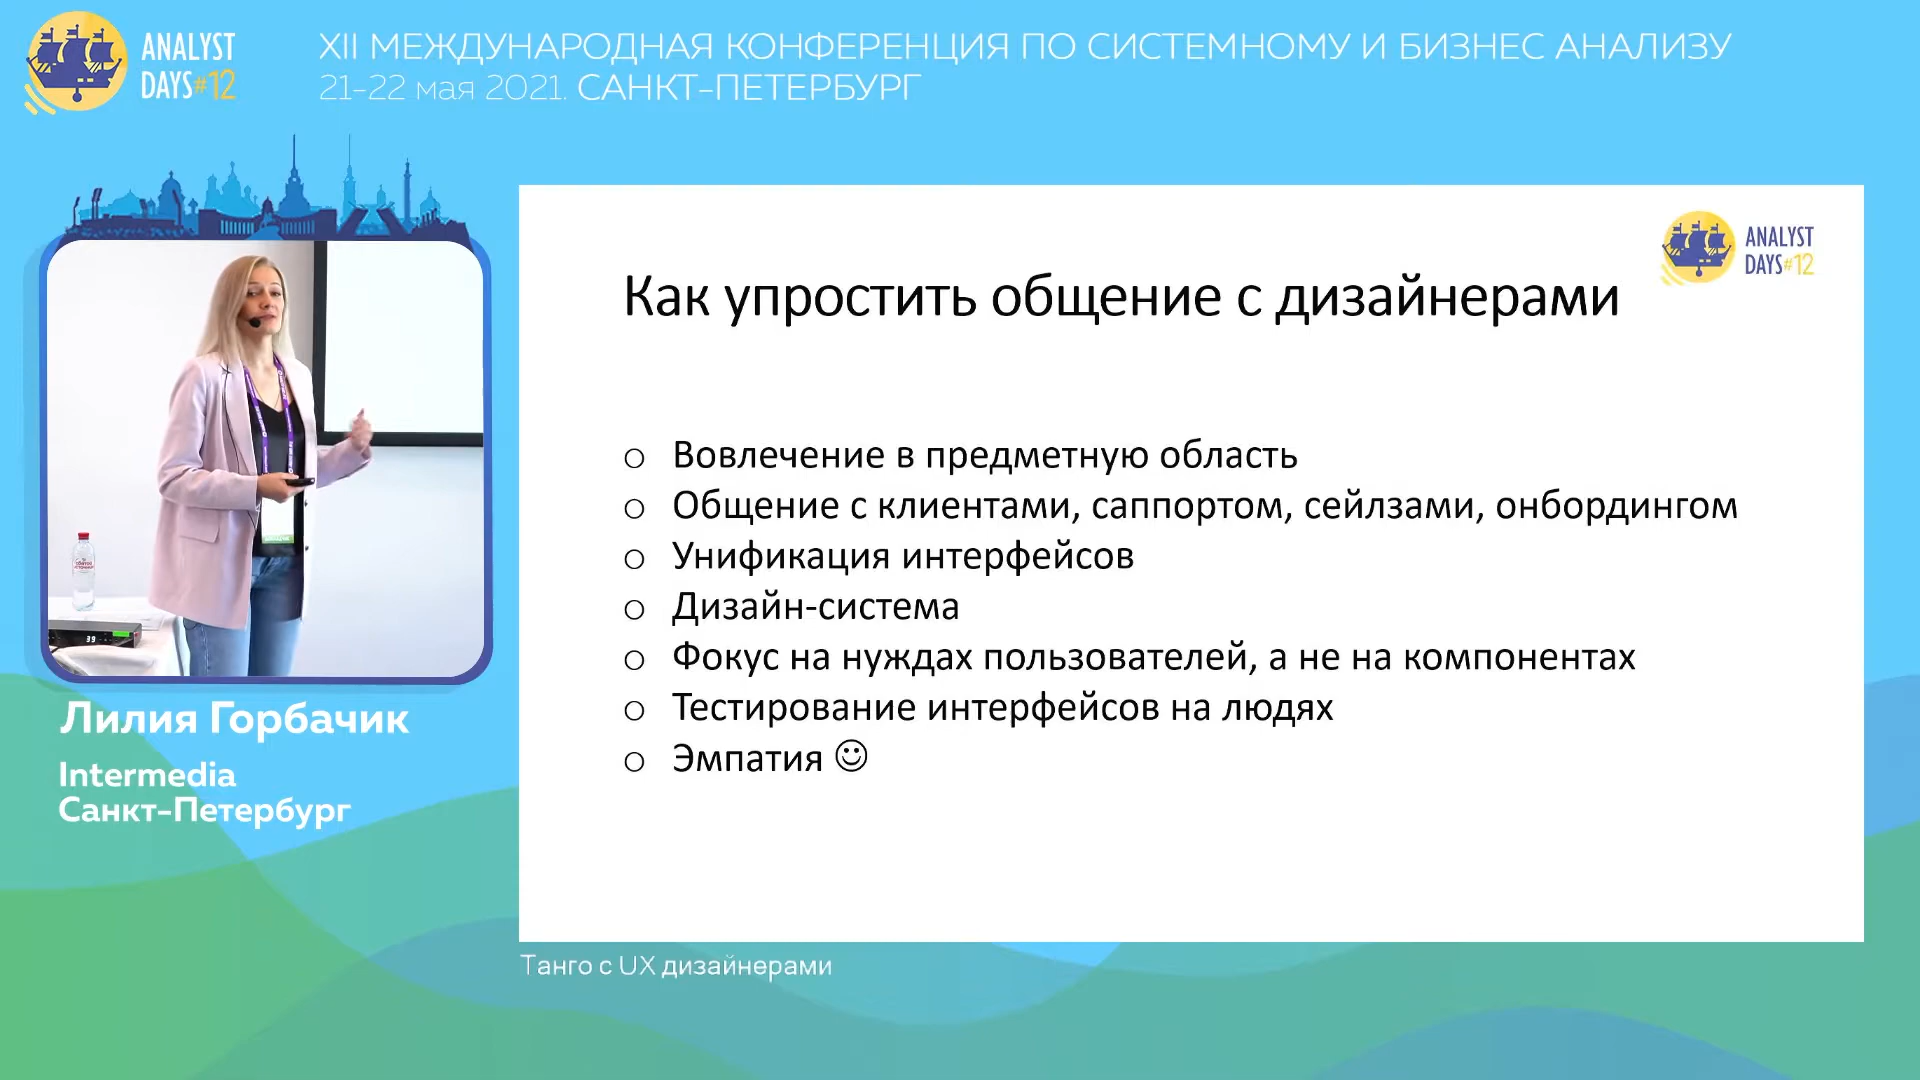 ANALYST
DAYS#12
XII МЕЖДУНАРОДНАЯ КОНФЕРЕНЦИЯ ПО СИСТЕМНОМУ И БИЗНЕС АНАЛИЗУ
21-22 мая 2021. САНКТ-ПЕТЕРБУРГ
ANALYST
DAYS#12
Как упростить общение с дизайнерами
o Вовлечение в предметную область
o Общение с клиентами, саппортом, сейлзами, онбордингом
o Унификация интерфейсов
o Дизайн-система
o Фокус на нуждах пользователей, а не на компонентах
o Тестирование интерфейсов на людях
o Эмпатия ☺
39
Лилия Горбачик
Intermedia
Санкт-Петербург
Танго с UX дизайнерами